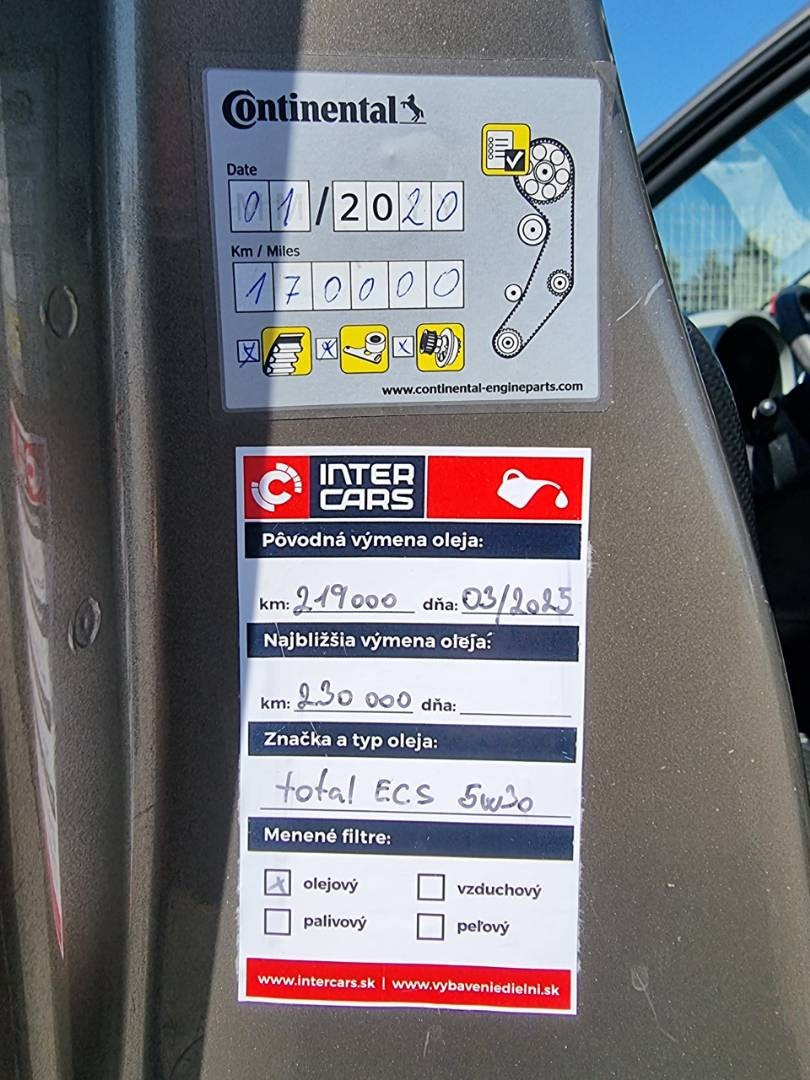 Continental
Date
01/2020
Km / Miles
170000
www.continental-engineparts.com
INTER
CARS
Pôvodná výmena oleja:
km: 219000 dňa: 03/2025
Najbližšia výmena oleja:
km: 230 000 dňa:
Značka a typ oleja:
total ECS 5w30
Menené filtre:
olejový vzduchový
palivový peľový
www.intercars.sk | www.vybaveniedielni.sk